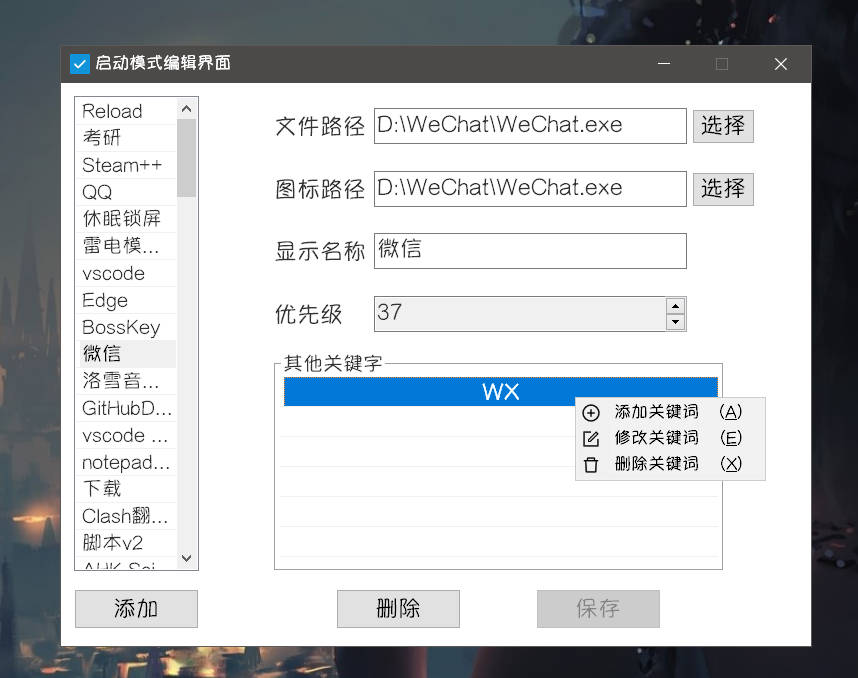 启动模式编辑界面
Reload
考研
Steam++
QQ
休眠锁屏
雷电模...
vscode
Edge
BossKey
微信
洛雪音...
GitHubD...
vscode ...
notepad...
下载
Clash翻...
脚本v2
文件路径 D:\WeChat\WeChat.exe 选择
图标路径 D:\WeChat\WeChat.exe 选择
显示名称 微信
优先级 37
其他关键字
WX
添加关键词 (A)
修改关键词 (E)
删除关键词 (X)
添加 删除 保存